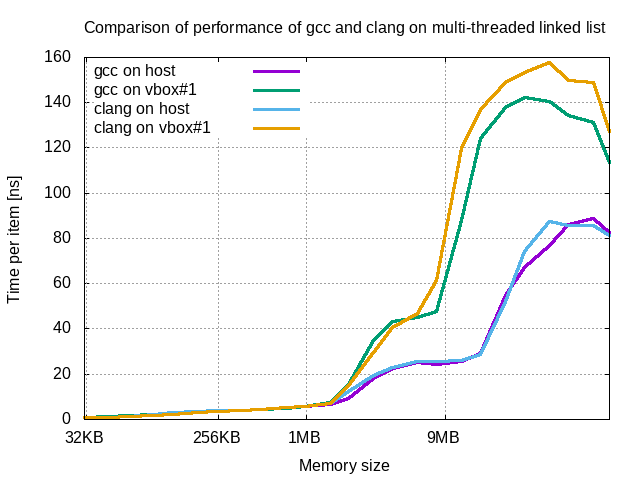 Comparison of performance of gcc and clang on multi-threaded linked list
160
140
120
100
80
60
40
20
0
Time per item [ns]
gcc on host
gcc on vbox#1
clang on host
clang on vbox#1
32KB 256KB 1MB 9MB
Memory size